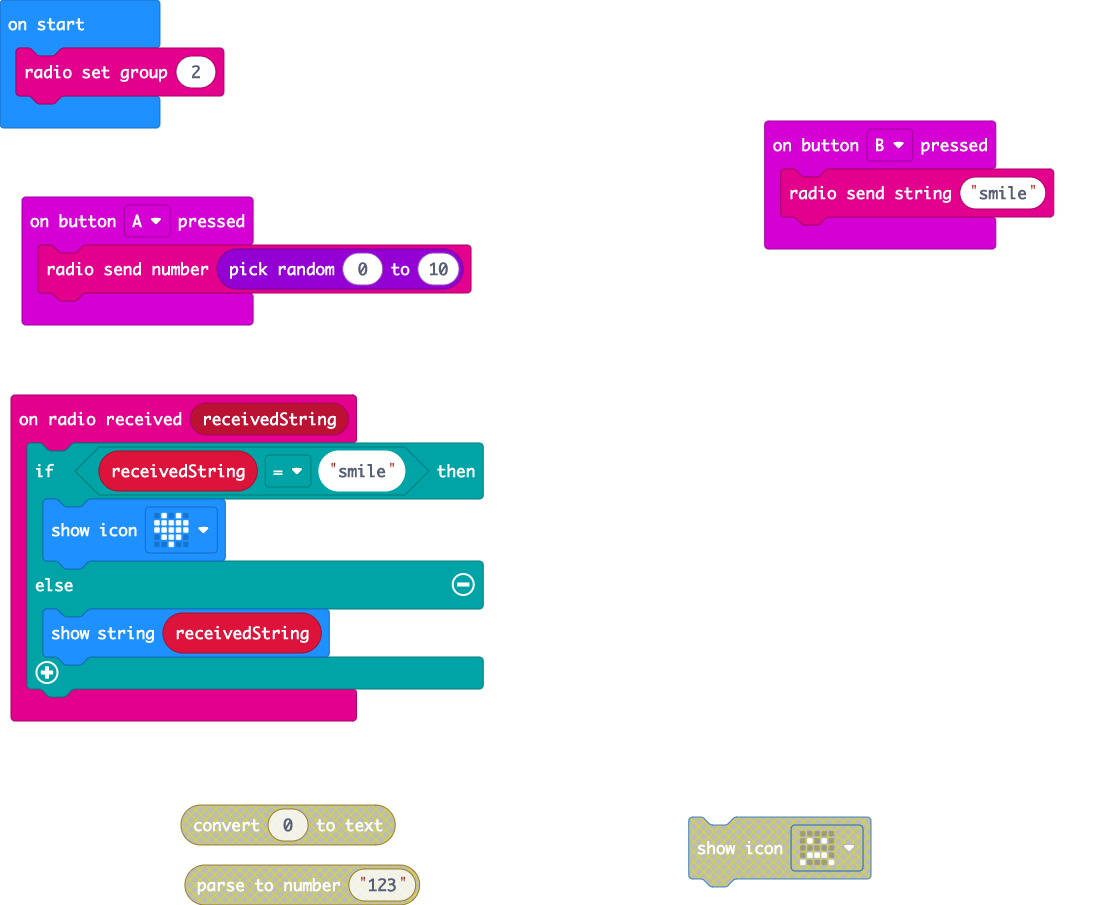 on start
radio set group 2
on button B pressed
radio send string "smile"
on button A pressed
radio send number pick random 0 to 10
on radio received receivedString
if receivedString = "smile" then
show icon
else
show string receivedString
convert 0 to text
show icon
parse to number "123"